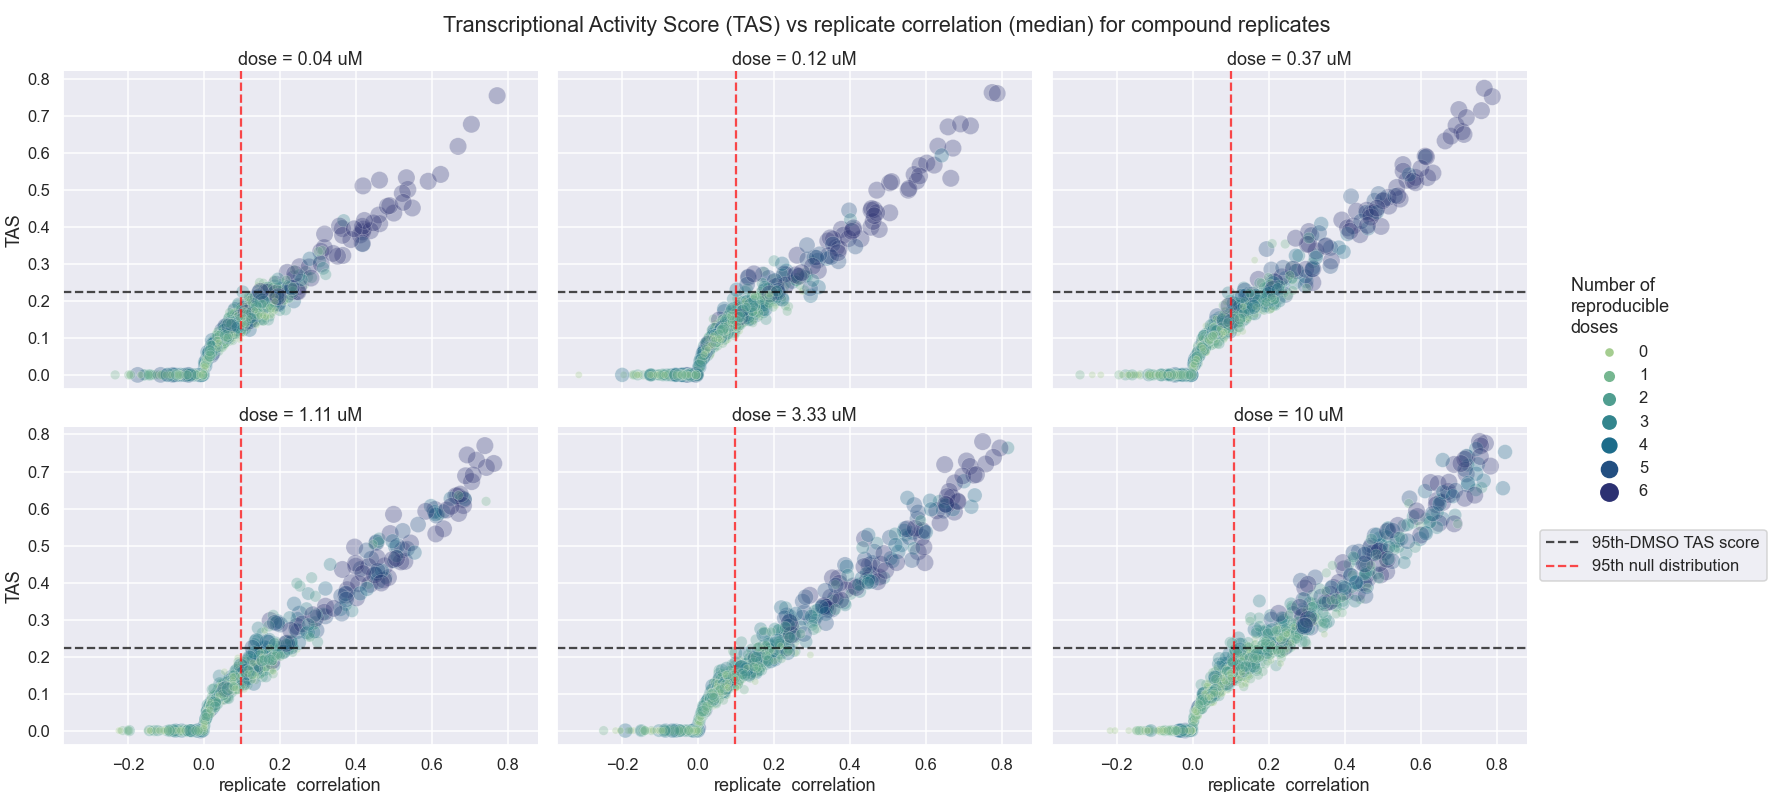 Transcriptional Activity Score (TAS) vs replicate correlation (median) for compound replicates
dose = 0.04 uM
dose = 0.12 uM
dose = 0.37 uM
TAS
0.8
0.7
0.6
0.5
0.4
0.3
0.2
0.1
0.0
dose = 1.11 uM
dose = 3.33 uM
dose = 10 uM
TAS
0.8
0.7
0.6
0.5
0.4
0.3
0.2
0.1
0.0
−0.2 0.0 0.2 0.4 0.6 0.8
−0.2 0.0 0.2 0.4 0.6 0.8
−0.2 0.0 0.2 0.4 0.6 0.8
replicate_correlation
replicate_correlation
replicate_correlation
Number of
reproducible
doses
0
1
2
3
4
5
6
95th-DMSO TAS score
95th null distribution